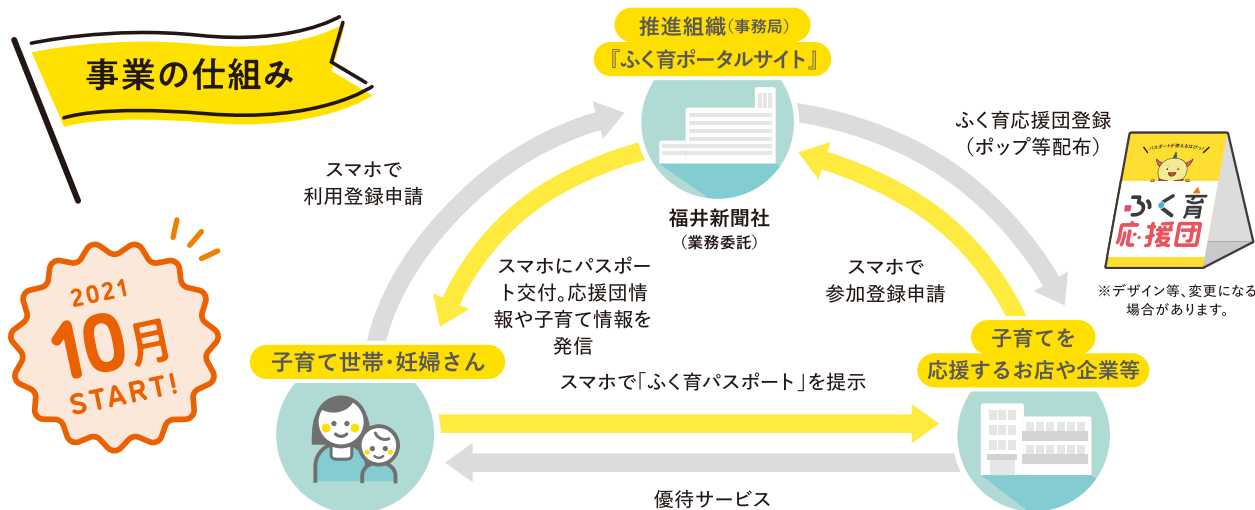 事業の仕組み
推進組織(事務局)
『ふく育ポータルサイト』
福井新聞社
(業務委託)
スマホで
利用登録申請
スマホにパスポー
ト交付。応援団情
報や子育て情報を
発信
スマホで
参加登録申請
ふく育応援団登録
(ポップ等配布)
パスポートが使えるはぴっ!
ふく育
応援団
※デザイン等、変更になる
場合があります。
2021
10月
START!
子育て世帯・妊婦さん
子育てを
応援するお店や企業等
スマホで「ふく育パスポート」を提示
優待サービス